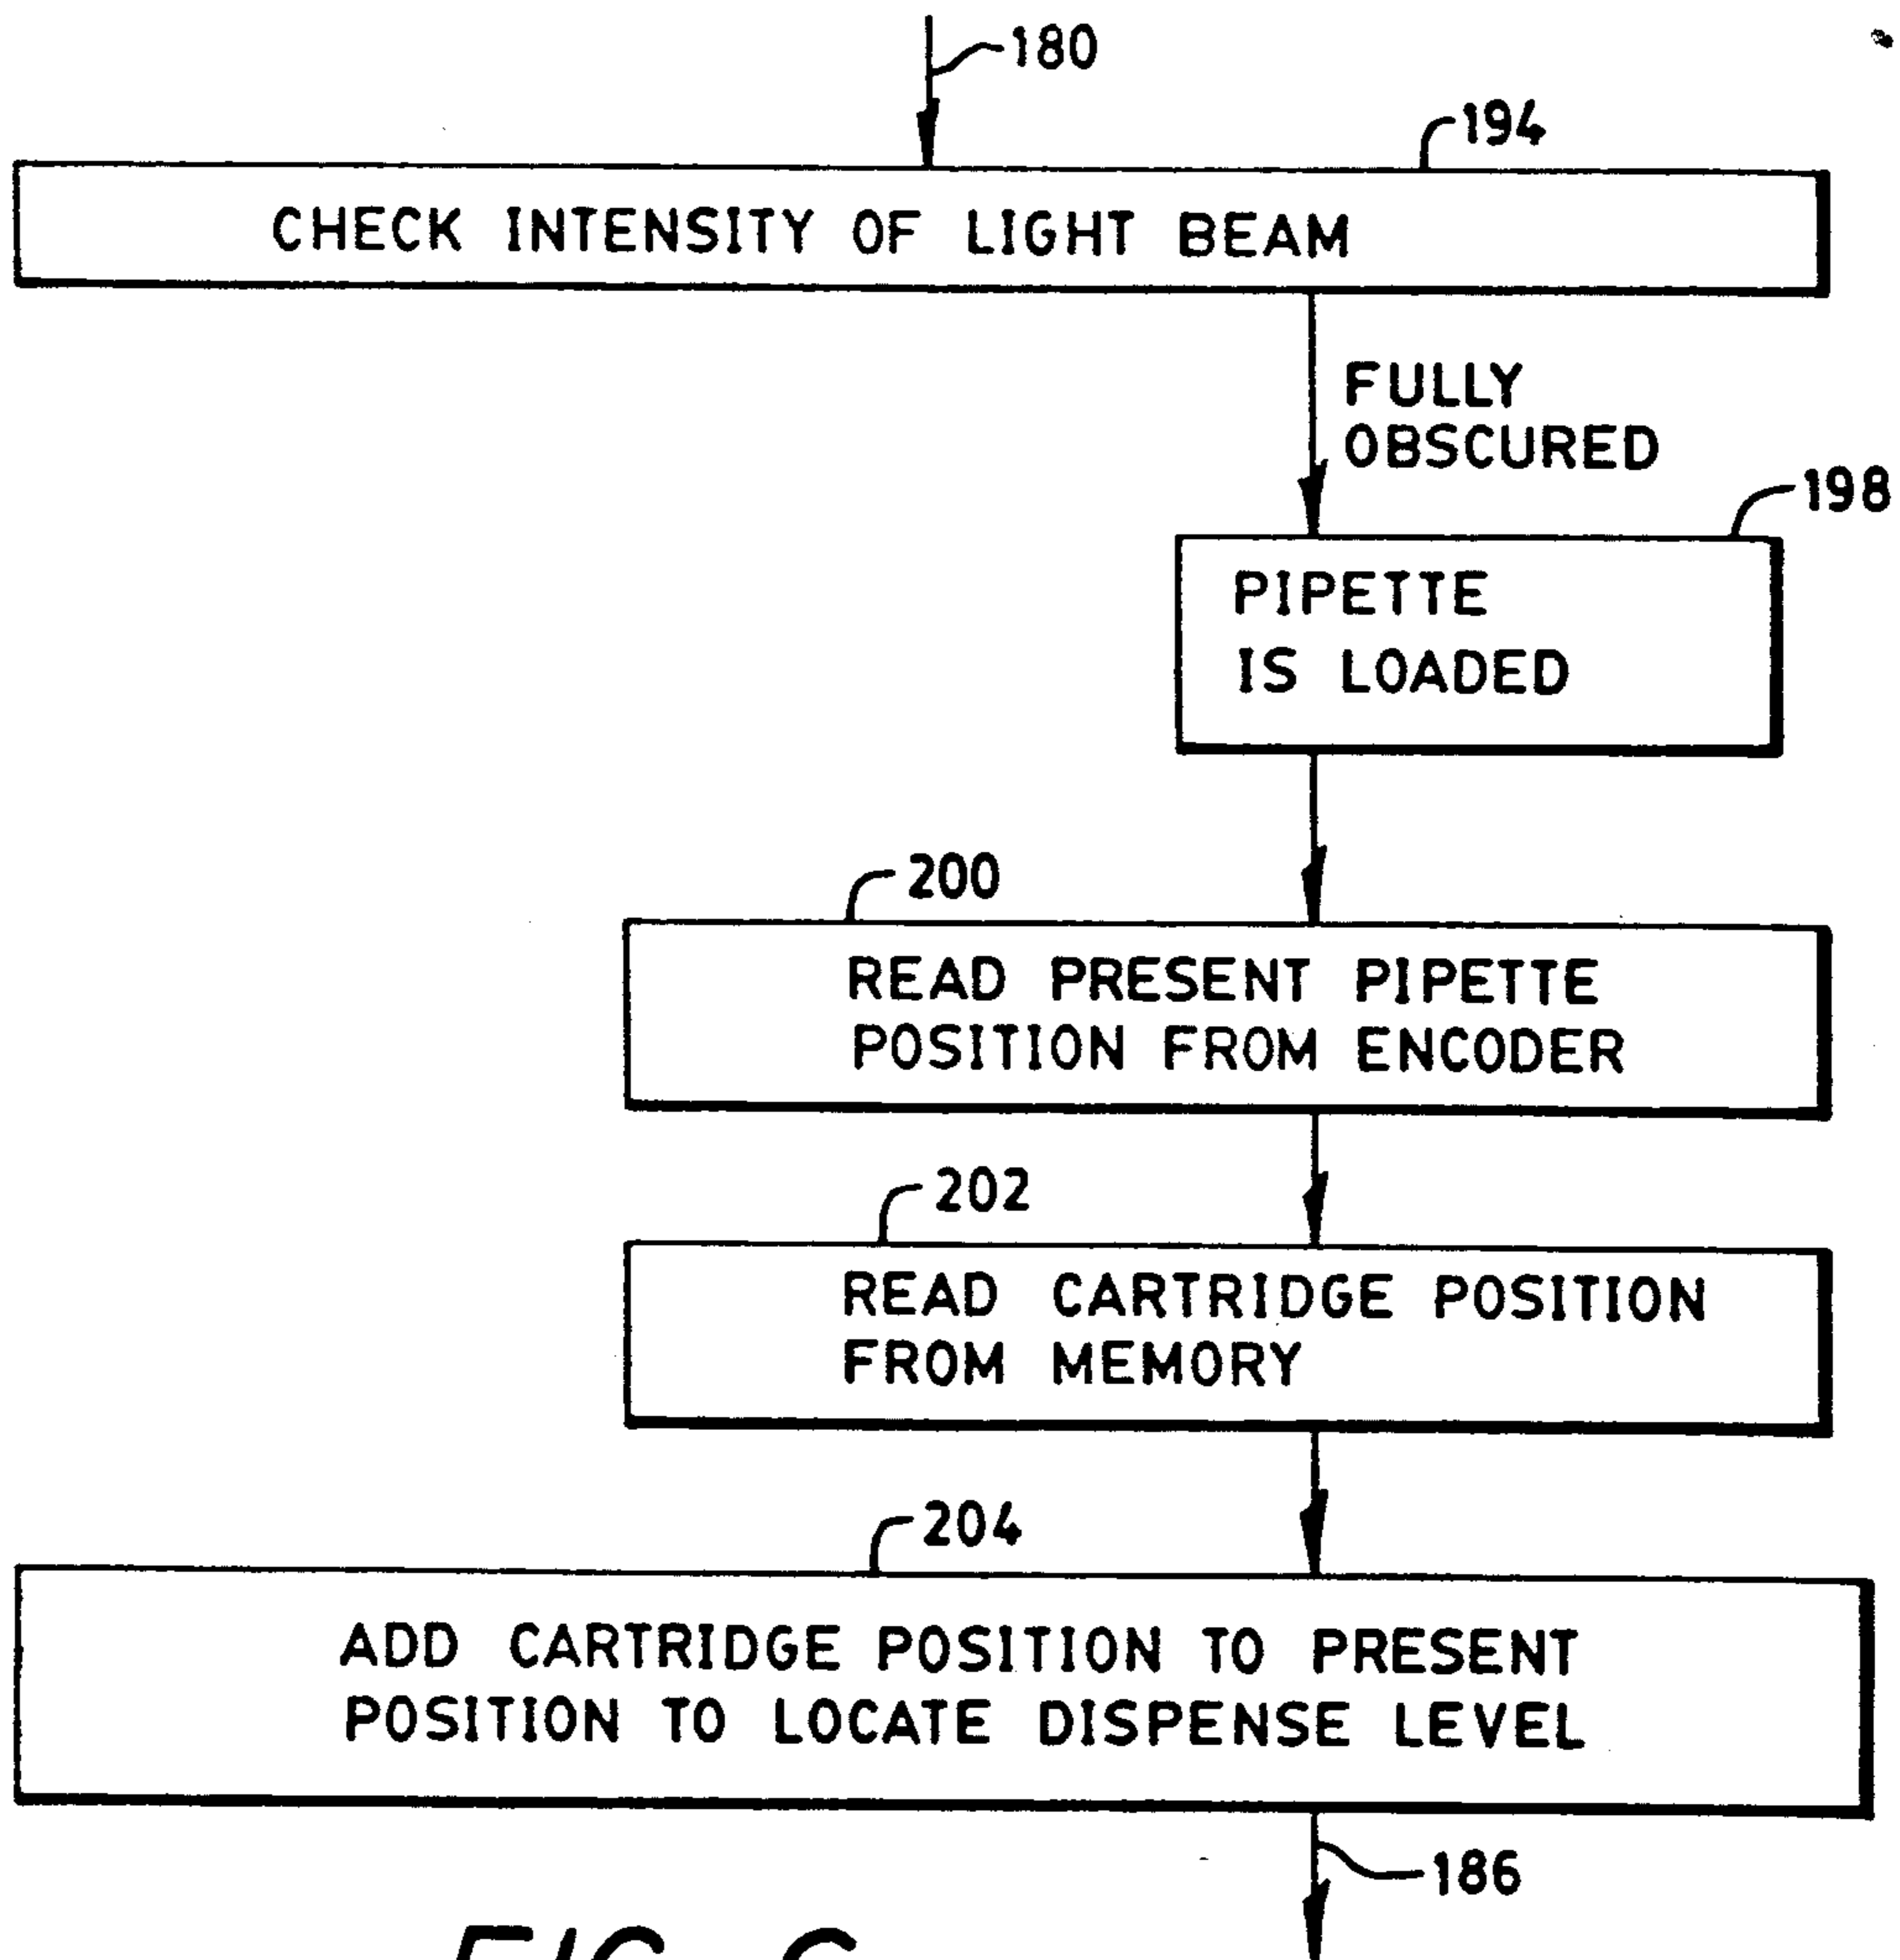 180
194
CHECK INTENSITY OF LIGHT BEAM
FULLY
OBSCURED
198
PIPETTE
IS LOADED
200
READ PRESENT PIPETTE
POSITION FROM ENCODER
202
READ CARTRIDGE POSITION
FROM MEMORY
204
ADD CARTRIDGE POSITION TO PRESENT
POSITION TO LOCATE DISPENSE LEVEL
186